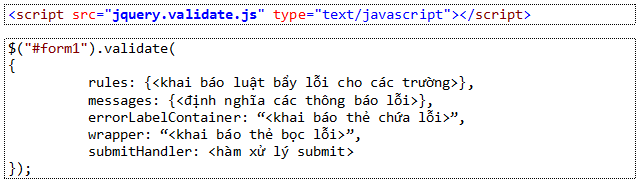 <script src="jquery.validate.js" type="text/javascript"></script>
$("#form1").validate(
{
rules: {<khai báo luật bẩy lỗi cho các trường>},
messages: {<định nghĩa các thông báo lỗi>},
errorLabelContainer: “<khai báo thẻ chứa lỗi>”,
wrapper: “<khai báo thẻ bọc lỗi>”,
submitHandler: <hàm xử lý submit>
});